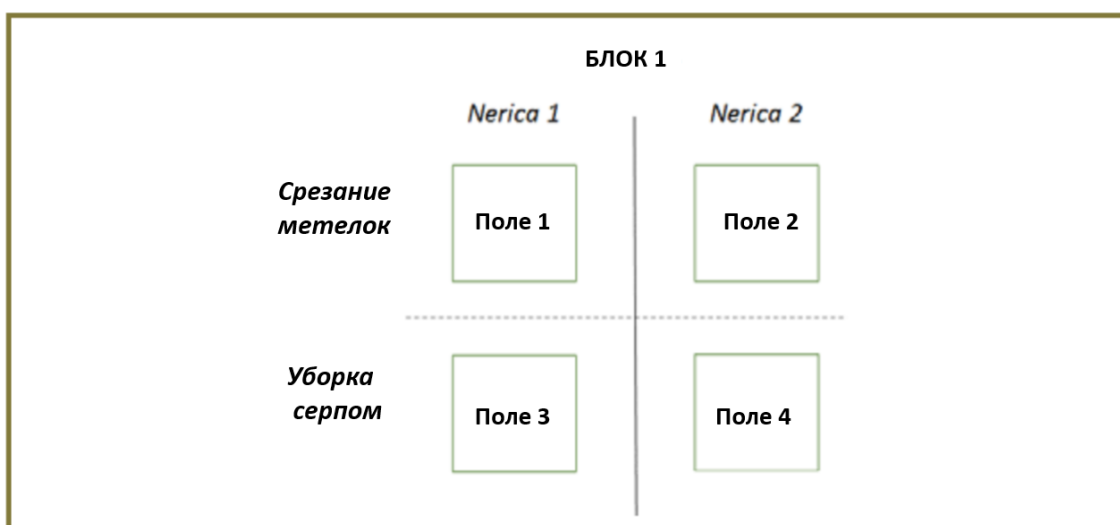 БЛОК 1
Nerica 1
Nerica 2
Срезание
метелок
Поле 1
Поле 2
Уборка
серпом
Поле 3
Поле 4